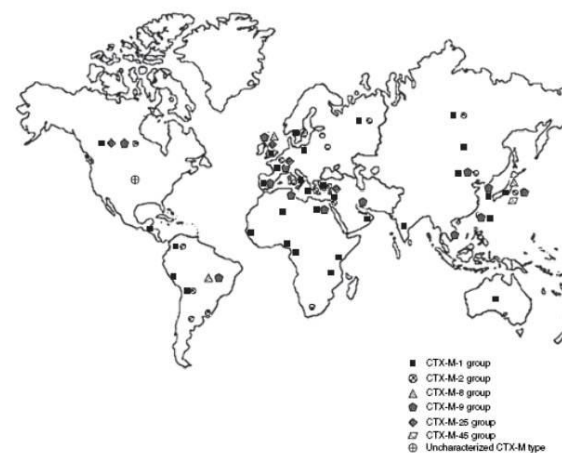 CTX-M-1 group
CTX-M-2 group
CTX-M-8 group
CTX-M-9 group
CTX-M-25 group
CTX-M-45 group
Uncharacterized CTX-M type